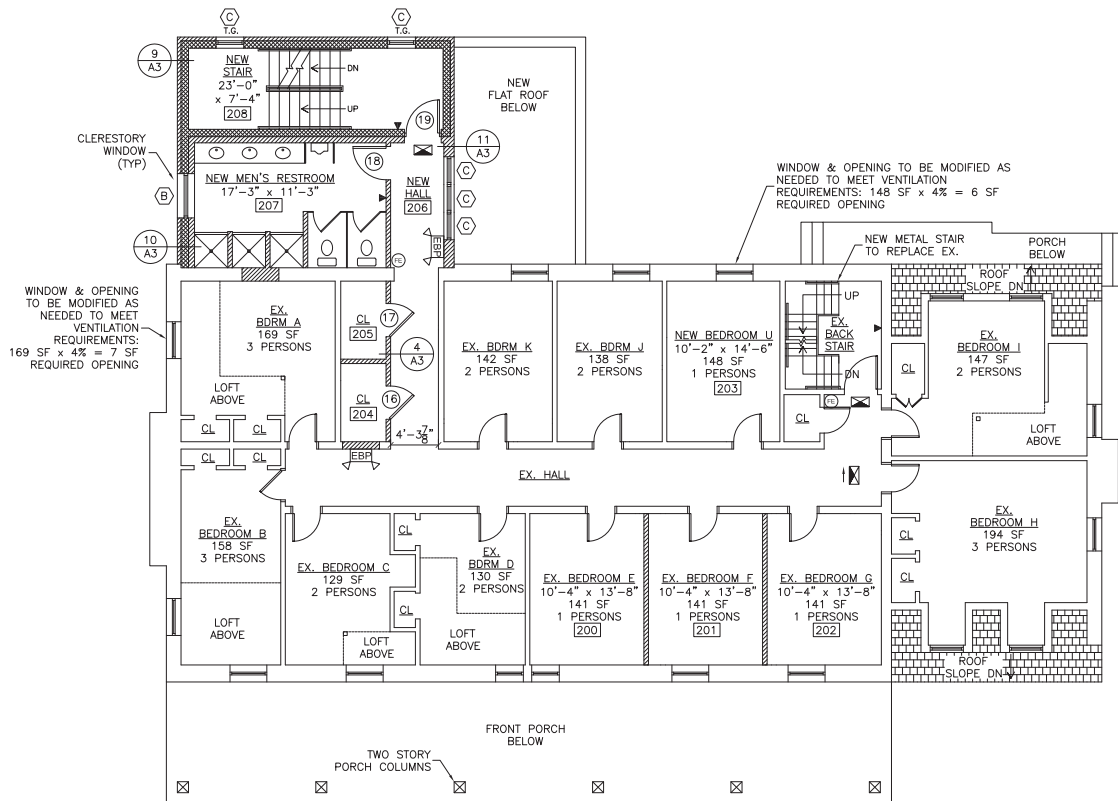 C
T.G.
C
T.G.
9
A3
NEW
STAIR
23'-0"
x 7'-4"
208
DN
UP
NEW
FLAT ROOF
BELOW
19
11
A3
CLERESTORY
WINDOW
(TYP)
18
NEW MEN'S RESTROOM
17'-3" x 11'-3"
207
NEW
HALL
206
C
C
C
B
WINDOW & OPENING TO BE MODIFIED AS
NEEDED TO MEET VENTILATION
REQUIREMENTS: 148 SF x 4% = 6 SF
REQUIRED OPENING
10
A3
EBP
FE
NEW METAL STAIR
TO REPLACE EX.
PORCH
BELOW
ROOF
SLOPE DN
WINDOW & OPENING
TO BE MODIFIED AS
NEEDED TO MEET
VENTILATION
REQUIREMENTS:
169 SF x 4% = 7 SF
REQUIRED OPENING
EX.
BDRM A
169 SF
3 PERSONS
LOFT
ABOVE
CL
205
17
4
A3
CL
204
16
4'-3 7/8"
EBP
EX. BDRM K
142 SF
2 PERSONS
EX. BDRM J
138 SF
2 PERSONS
NEW BEDROOM U
10'-2" x 14'-6"
148 SF
1 PERSONS
203
UP
EX.
BACK
STAIR
DN
FE
CL
CL
EX.
BEDROOM I
147 SF
2 PERSONS
LOFT
ABOVE
CL
CL
CL
CL
EX. HALL
EX.
BEDROOM B
158 SF
3 PERSONS
LOFT
ABOVE
EX. BEDROOM C
129 SF
2 PERSONS
LOFT
ABOVE
CL
CL
EX.
BDRM D
130 SF
2 PERSONS
LOFT
ABOVE
EX. BEDROOM E
10'-4" x 13'-8"
141 SF
1 PERSONS
200
EX. BEDROOM F
10'-4" x 13'-8"
141 SF
1 PERSONS
201
EX. BEDROOM G
10'-4" x 13'-8"
141 SF
1 PERSONS
202
CL
CL
EX.
BEDROOM H
194 SF
3 PERSONS
ROOF
SLOPE DN
FRONT PORCH
BELOW
TWO STORY
PORCH COLUMNS